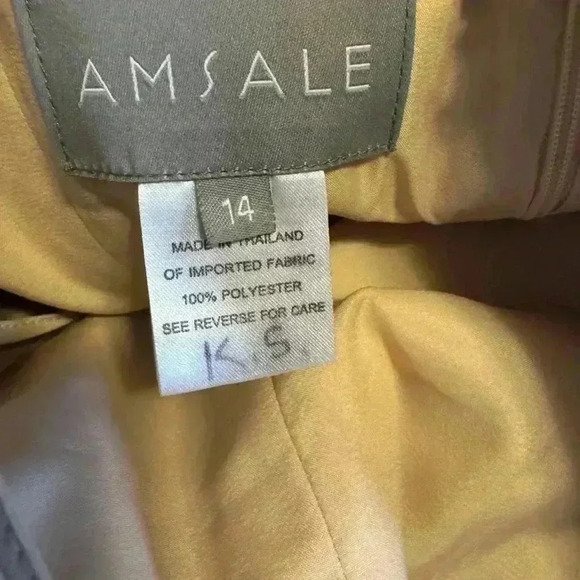 AMSALE
14
MADE IN THAILAND
OF IMPORTED FABRIC
100% POLYESTER
SEE REVERSE FOR CARE
K.S.